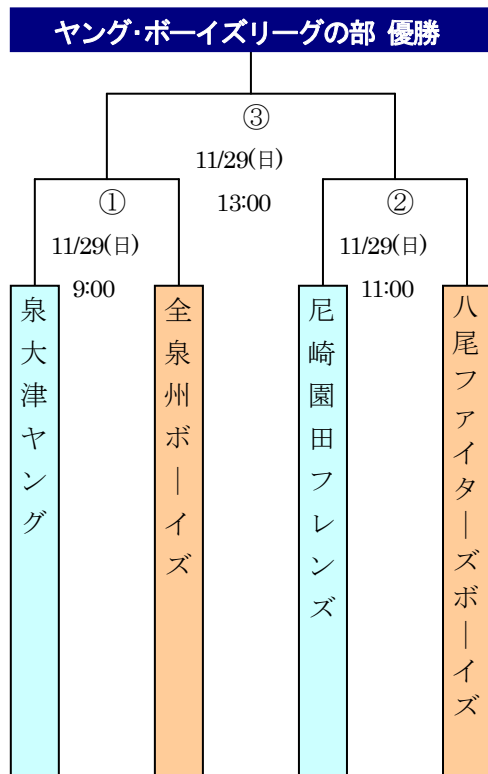 ヤング・ボーイズリーグの部 優勝
③
11/29(日)
13:00
①
11/29(日)
9:00
②
11/29(日)
11:00
泉大津ヤング
全泉州ボーイズ
尼崎園田フレンズ
八尾ファイターズボーイズ